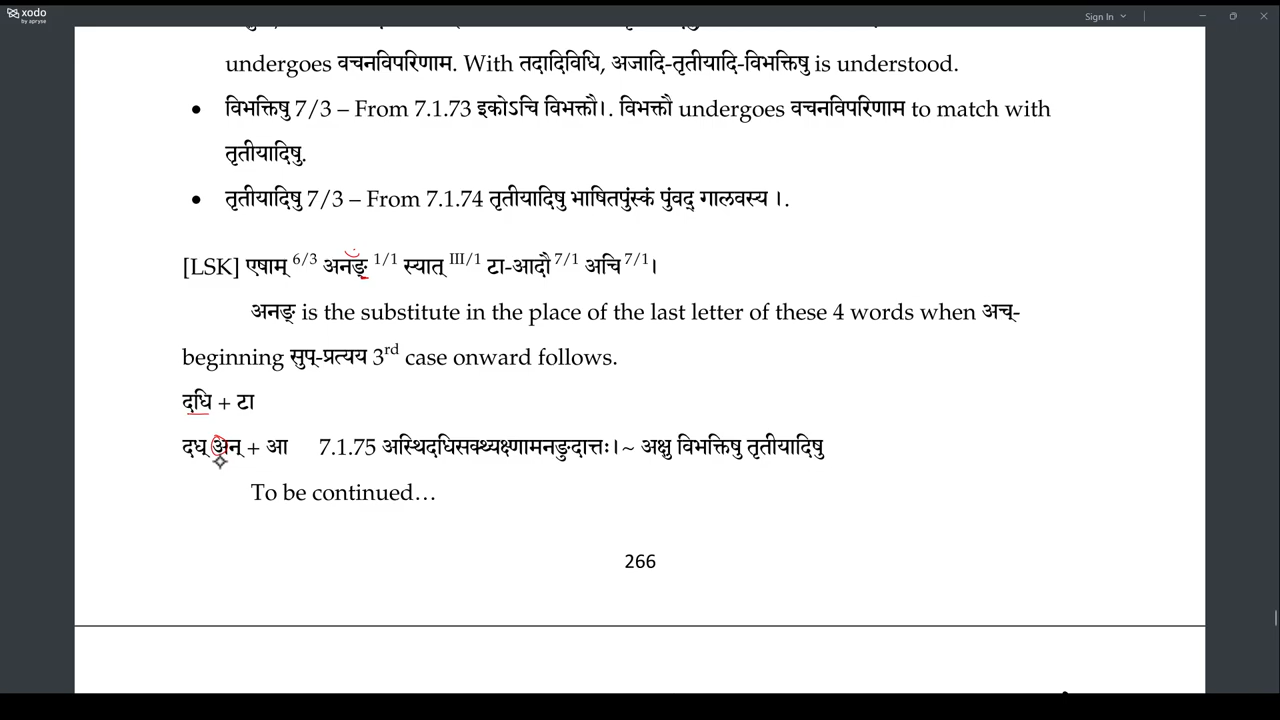 xodo
by apryse
Sign In
undergoes वचनविपरिणाम. With तदादिविधि, अजादि-तृतीयादि-विभक्तिषु is understood.
• विभक्तिषु 7/3 – From 7.1.73 इकोऽचि विभक्तौ।. विभक्तौ undergoes वचनविपरिणाम to match with
तृतीयादिषु.
• तृतीयादिषु 7/3 – From 7.1.74 तृतीयादिषु भाषितपुंस्कं पुंवद् गालवस्य ।.
[LSK] एषाम् 6/3 अनङ् 1/1 स्यात् III/1 टा-आदौ 7/1 अचि 7/1।
अनङ् is the substitute in the place of the last letter of these 4 words when अच्-
beginning सुप्-प्रत्यय 3rd case onward follows.
दधि + टा
दध् अन् + आ 7.1.75 अस्थिदधिसक्थ्यक्ष्णामनङुदात्तः। ~ अक्षु विभक्तिषु तृतीयादिषु
To be continued…
266